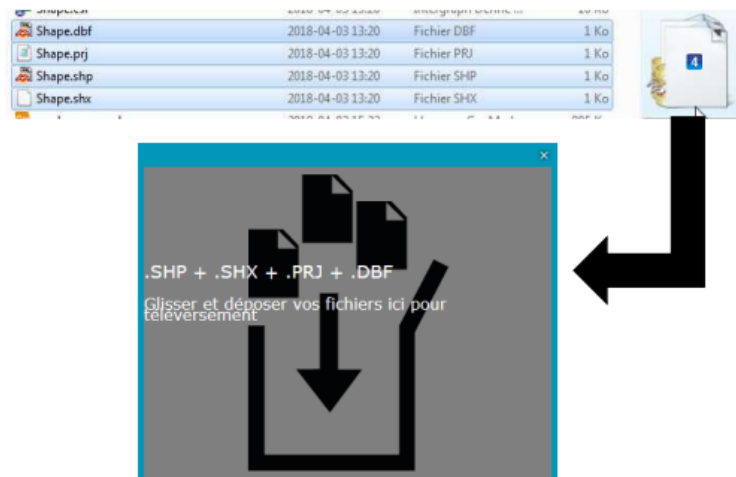 Shape.dbf 2018-04-03 13:20 Fichier DBF 1 Ko
Shape.prj 2018-04-03 13:20 Fichier PRJ 1 Ko
Shape.shp 2018-04-03 13:20 Fichier SHP 1 Ko
Shape.shx 2018-04-03 13:20 Fichier SHX 1 Ko
4
.SHP + .SHX + .PRJ + .DBF
Glisser et déposer vos fichiers ici pour
téléversement